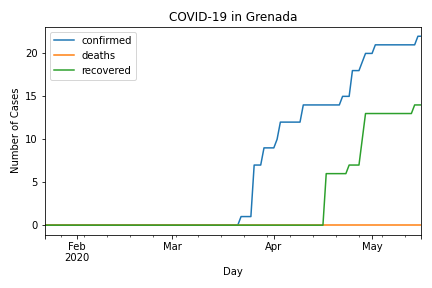 COVID-19 in Grenada
confirmed
deaths
recovered
Number of Cases
20
15
10
5
0
Feb
2020
Mar
Apr
May
Day